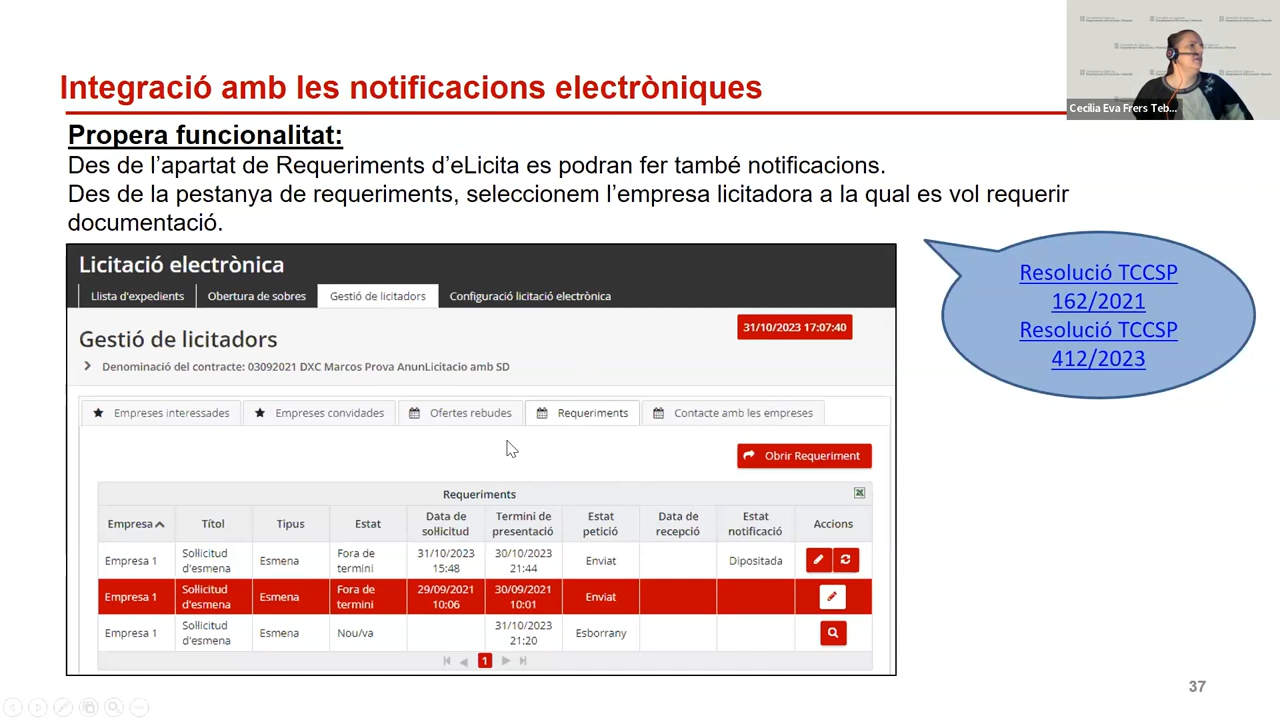 Integració amb les notificacions electròniques
Cecilia Eva Frers Teb...
Propera funcionalitat:
Des de l’apartat de Requeriments d’eLicita es podran fer també notificacions.
Des de la pestanya de requeriments, seleccionem l’empresa licitadora a la qual es vol requerir
documentació.
Resolució TCCSP
162/2021
Resolució TCCSP
412/2023
Licitació electrònica
Llista d'expedients Obertura de sobres Gestió de licitadors Configuració licitació electrònica
31/10/2023 17:07:40
Gestió de licitadors
Denominació del contracte: 03092021 DXC Marcos Prova AnunLicitacio amb SD
Empreses interessades Empreses convidades Ofertes rebudes Requeriments Contacte amb les empreses
Obrir Requeriment
Requeriments
Empresa Títol Tipus Estat Data de sol·licitud Termini de presentació Estat petició Data de recepció Estat notificació Accions
Empresa 1 Sol·licitud d'esmena Esmena Fora de termini 31/10/2023 15:48 30/10/2023 21:44 Enviat Dipositada
Empresa 1 Sol·licitud d'esmena Esmena Fora de termini 29/09/2021 10:06 30/09/2021 10:01 Enviat
Empresa 1 Sol·licitud d'esmena Esmena Nou/va 31/10/2023 21:20 Esborrany
1
37